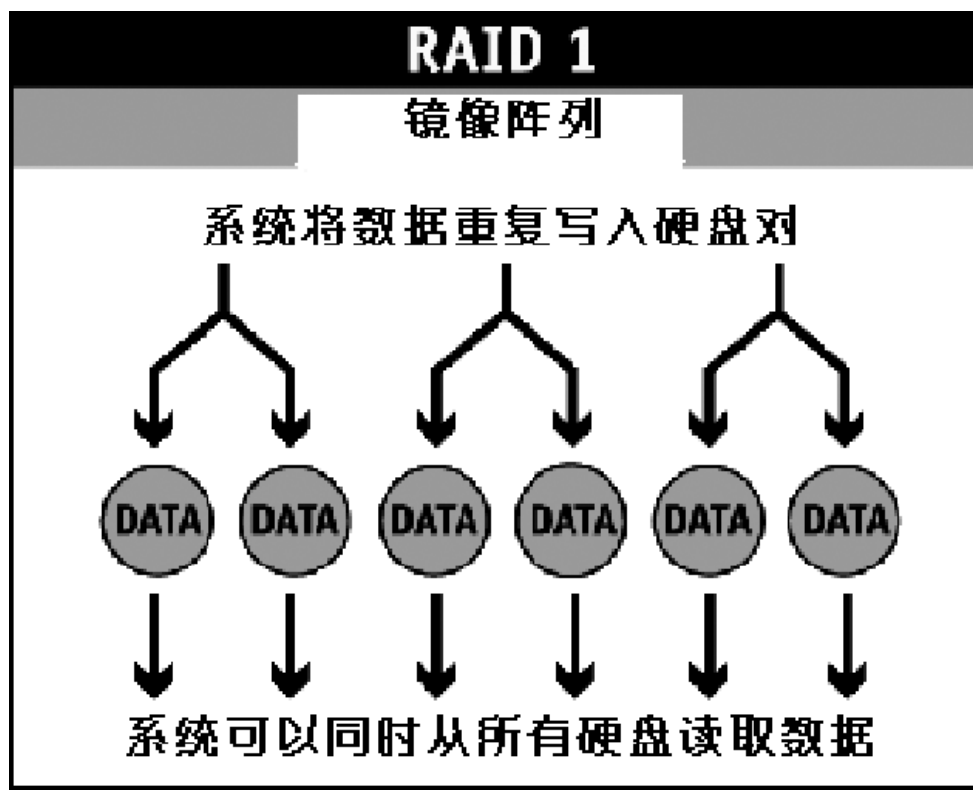 RAID 1
镜像阵列
系统将数据重复写入硬盘对
DATA DATA DATA DATA DATA DATA
系统可以同时从所有硬盘读取数据